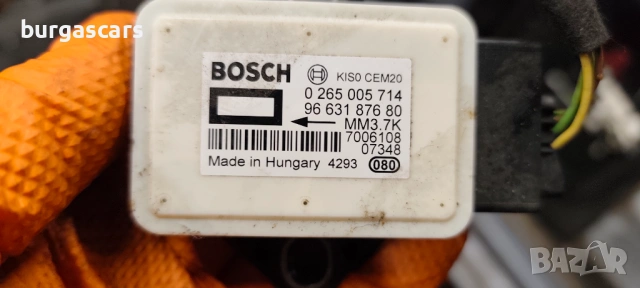 burgascars
BOSCH KIS0 CEM20
0 265 005 714
96 631 876 80
MM3.7K
7006108
07348
Made in Hungary 4293 080
BAZAR